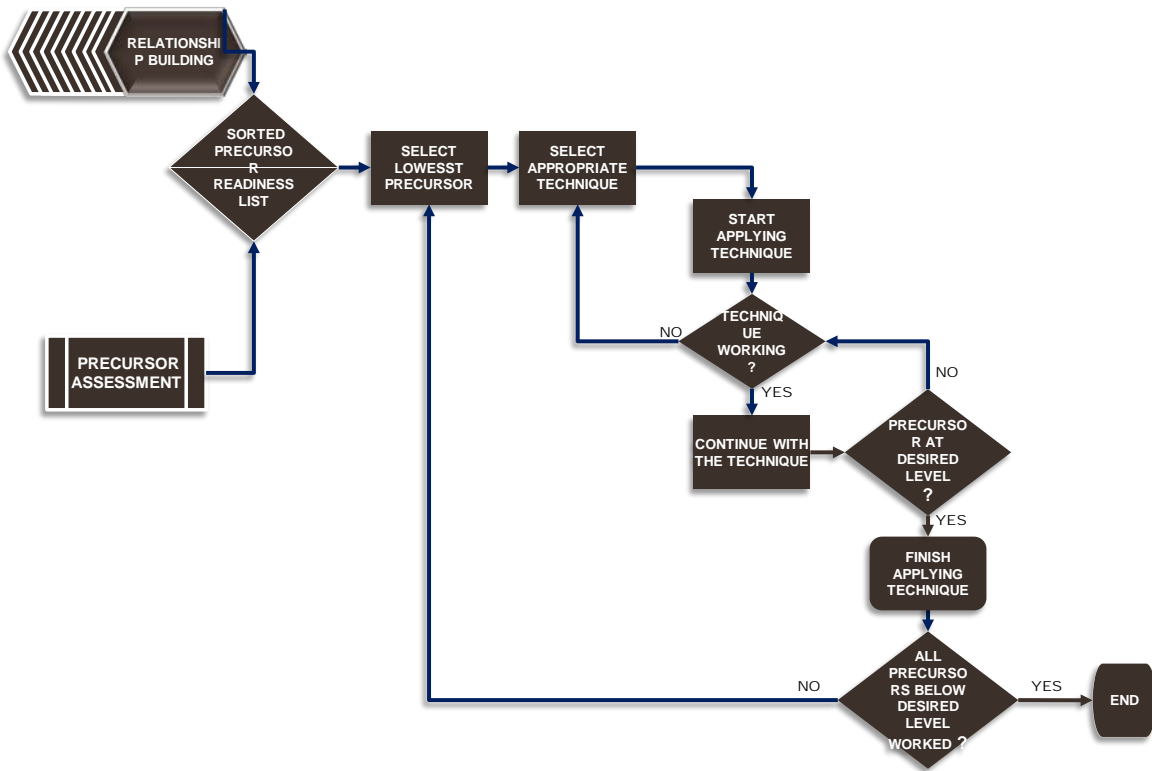 RELATIONSHI
P BUILDING
SORTED
PRECURSO
R
READINESS
LIST
SELECT
LOWESST
PRECURSOR
SELECT
APPROPRIATE
TECHNIQUE
START
APPLYING
TECHNIQUE
TECHNIQ
UE
WORKING
?
NO
YES
PRECURSOR
ASSESSMENT
CONTINUE WITH
THE TECHNIQUE
PRECURSO
R AT
DESIRED
LEVEL
?
NO
YES
FINISH
APPLYING
TECHNIQUE
ALL
PRECURSO
RS BELOW
DESIRED
LEVEL
WORKED ?
NO
YES
END